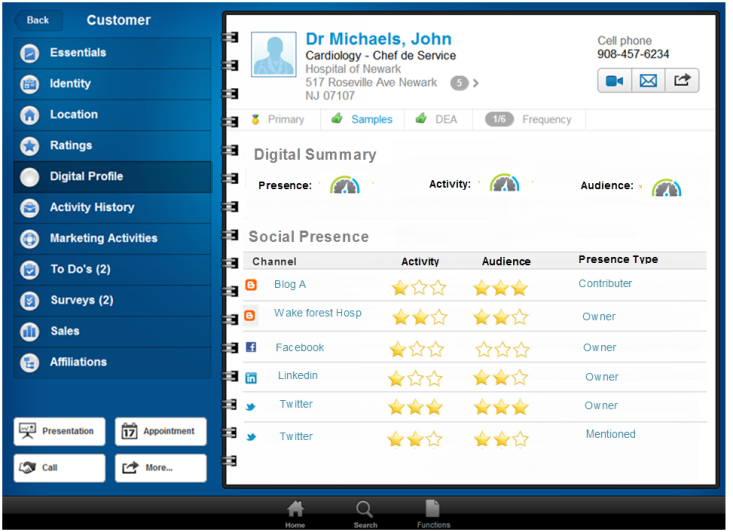 Back
Customer
Essentials
Identity
Location
Ratings
Digital Profile
Activity History
Marketing Activities
To Do's (2)
Surveys (2)
Sales
Affiliations
Presentation
17 Appointment
Call
More...
Dr Michaels, John
Cardiology - Chef de Service
Hospital of Newark
517 Roseville Ave Newark 5
NJ 07107
Cell phone
908-457-6234
Primary Samples DEA 1/6 Frequency
Digital Summary
Presence: Activity: Audience:
Social Presence
Channel Activity Audience Presence Type
Blog A Contributer
Wake forest Hosp Owner
Facebook Owner
Linkedin Owner
Twitter Owner
Twitter Mentioned
Home Search Functions